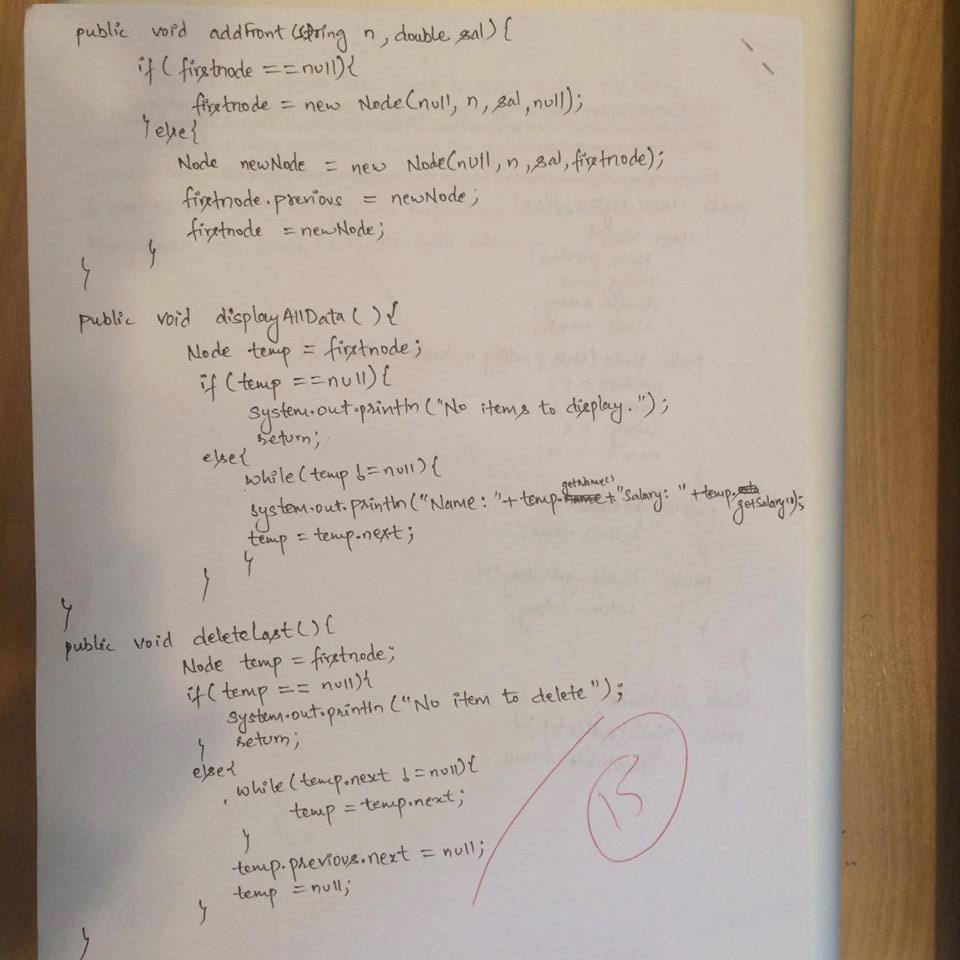 public void addFront (string n, double sal) {
if( firstnode ==null){
firstnode = new Node(null, n, sal, null);
} else{
Node newNode = new Node(null, n, sal, firstnode);
firstnode.previous = newNode;
firstnode = newNode;
}
}
public void displayAllData ( ) {
Node temp = firstnode;
if (temp ==null) {
system.out.println ("No items to display.");
return;
else{
while (temp != null) {
system.out.println ("Name: "+ temp.getName() + "Salary: " + temp.getSalary());
temp = temp.next;
}
}
}
public void deleteLast () {
Node temp = firstnode;
if( temp == null){
system.out.println ("No item to delete");
return;
}
else{
while (temp.next != null) {
temp = temp.next;
}
temp.previous.next = null;
temp = null;
}
}
15